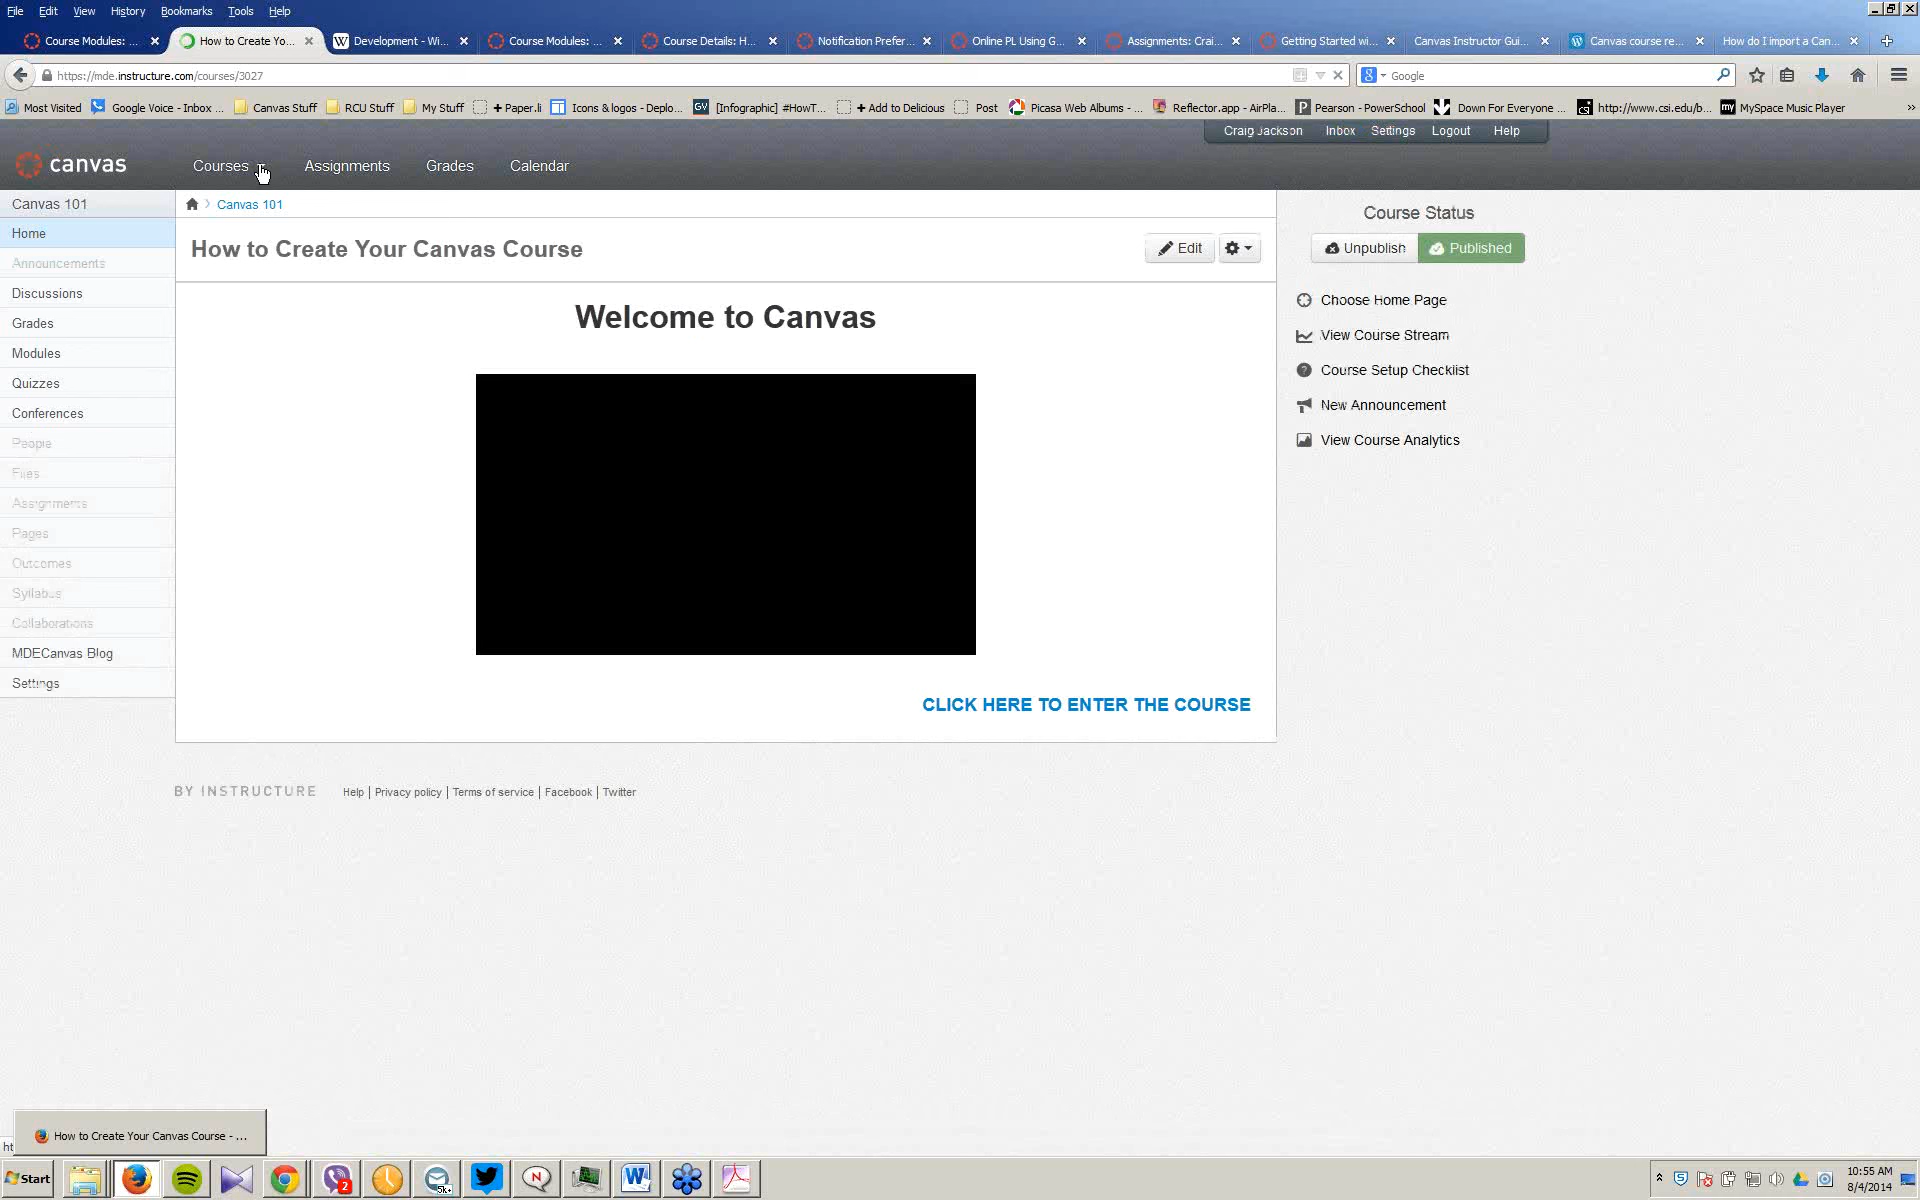 File Edit View History Bookmarks Tools Help
Course Modules: ... How to Create Yo... Development - Wi... Course Modules: ... Course Details: H... Notification Prefer... Online PL Using G... Assignments: Crai... Getting Started wi... Canvas Instructor Gui... Canvas course re... How do I import a Can...
https://mde.instructure.com/courses/3027 Google
Most Visited Google Voice - Inbox ... Canvas Stuff RCU Stuff My Stuff + Paper.li Icons & logos - Deplo... [Infographic] #HowT... + Add to Delicious Post Picasa Web Albums - ... Reflector.app - AirPla... Pearson - PowerSchool Down For Everyone ... http://www.csi.edu/b... MySpace Music Player
Craig Jackson Inbox Settings Logout Help
canvas Courses Assignments Grades Calendar
Canvas 101
Home
Announcements
Discussions
Grades
Modules
Quizzes
Conferences
People
Files
Assignments
Pages
Outcomes
Syllabus
Collaborations
MDECanvas Blog
Settings
Canvas 101
How to Create Your Canvas Course
Edit
Welcome to Canvas
CLICK HERE TO ENTER THE COURSE
Course Status
Unpublish Published
Choose Home Page
View Course Stream
Course Setup Checklist
New Announcement
View Course Analytics
BY INSTRUCTURE Help | Privacy policy | Terms of service | Facebook | Twitter
How to Create Your Canvas Course - ...
ht
Start
2
5k+
10:55 AM
8/4/2014